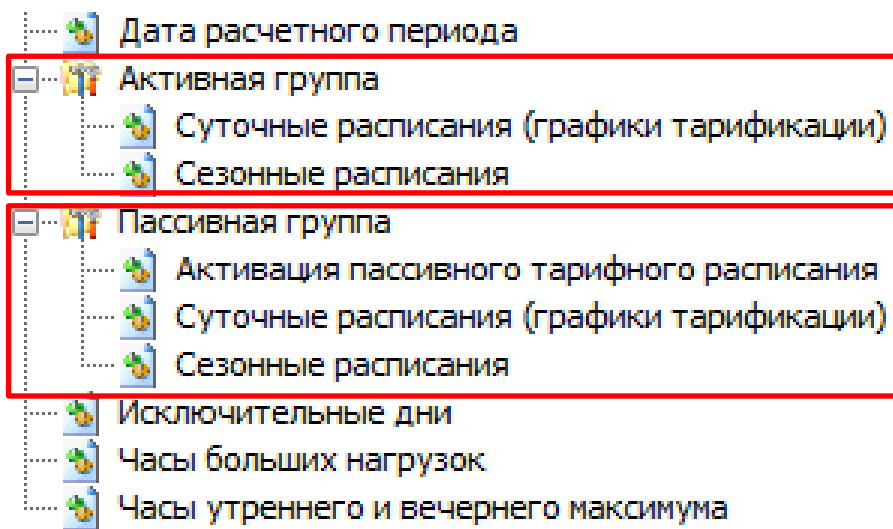 Дата расчетного периода
Активная группа
Суточные расписания (графики тарификации)
Сезонные расписания
Пассивная группа
Активация пассивного тарифного расписания
Суточные расписания (графики тарификации)
Сезонные расписания
Исключительные дни
Часы больших нагрузок
Часы утреннего и вечернего максимума